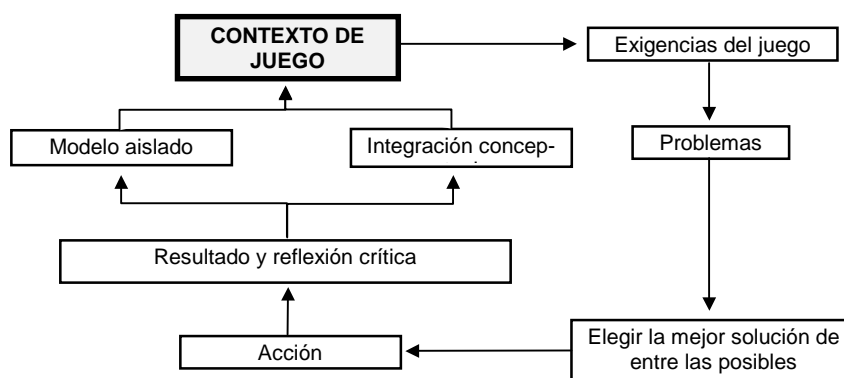 CONTEXTO DE
JUEGO
Exigencias del juego
Modelo aislado
Integración concep-
Problemas
Resultado y reflexión crítica
Acción
Elegir la mejor solución de
entre las posibles